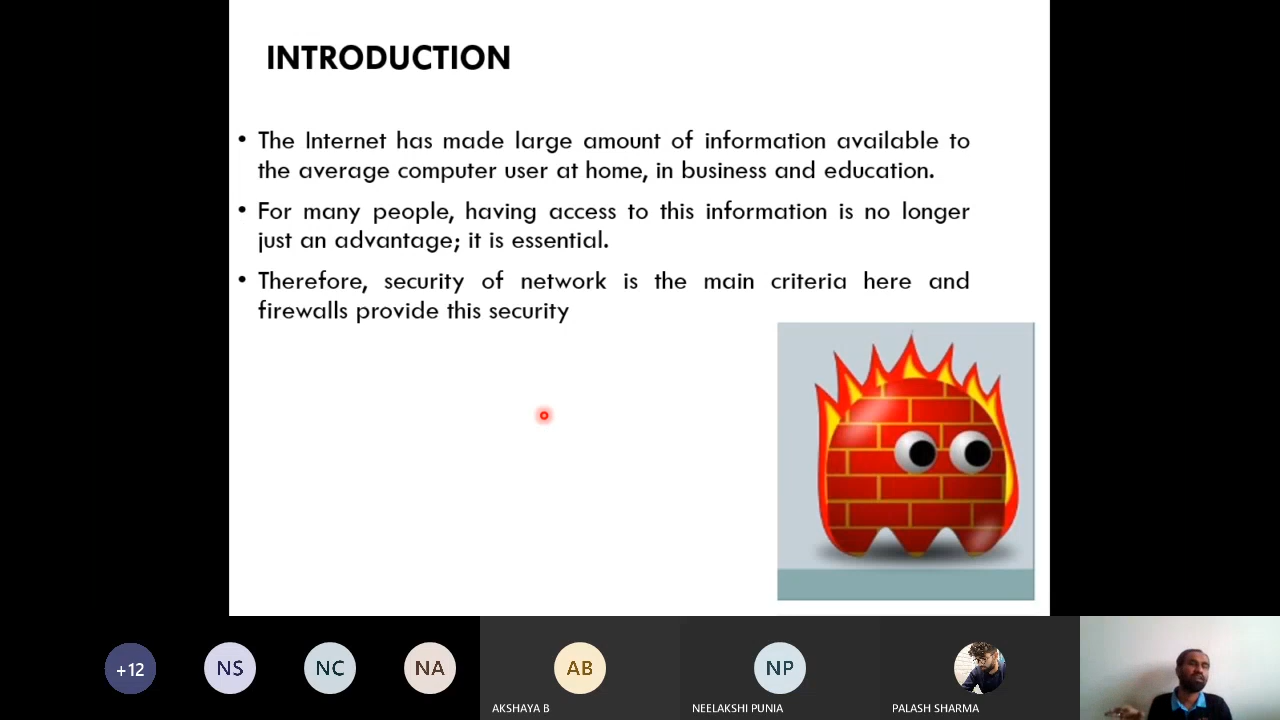 INTRODUCTION
• The Internet has made large amount of information available to
the average computer user at home, in business and education.
• For many people, having access to this information is no longer
just an advantage; it is essential.
• Therefore, security of network is the main criteria here and
firewalls provide this security
+12
NS
NC
NA
AB
NP
AKSHAYA B
NEELAKSHI PUNIA
PALASH SHARMA